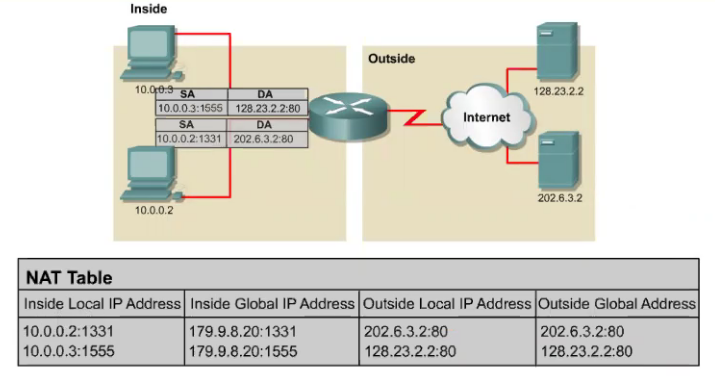 Inside
Outside
10.0.0.3
SA DA
10.0.0.3:1555 128.23.2.2:80
SA DA
10.0.0.2:1331 202.6.3.2:80
10.0.0.2
Internet
128.23.2.2
202.6.3.2
NAT Table
Inside Local IP Address Inside Global IP Address Outside Local IP Address Outside Global Address
10.0.0.2:1331 179.9.8.20:1331 202.6.3.2:80 202.6.3.2:80
10.0.0.3:1555 179.9.8.20:1555 128.23.2.2:80 128.23.2.2:80